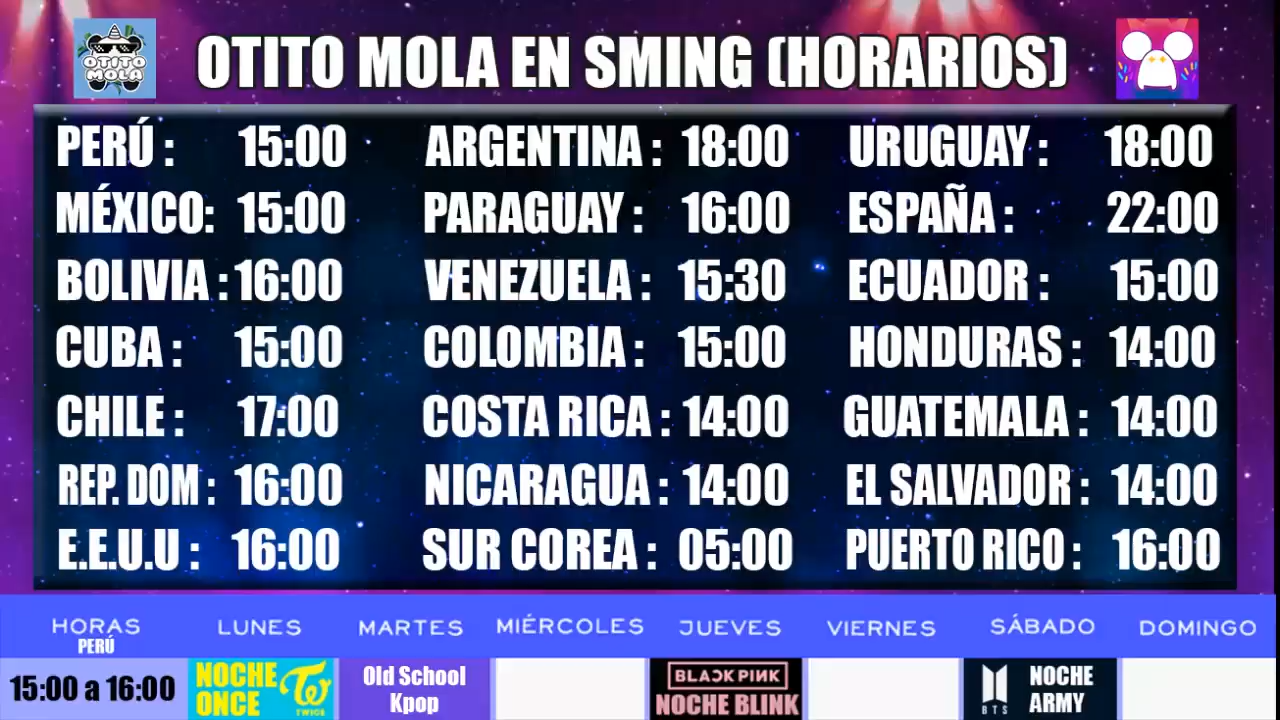 OTITO MOLA
OTITO MOLA EN SMING (HORARIOS)
PERÚ : 15:00 ARGENTINA : 18:00 URUGUAY : 18:00
MÉXICO: 15:00 PARAGUAY : 16:00 ESPAÑA : 22:00
BOLIVIA : 16:00 VENEZUELA : 15:30 ECUADOR : 15:00
CUBA : 15:00 COLOMBIA : 15:00 HONDURAS : 14:00
CHILE : 17:00 COSTA RICA : 14:00 GUATEMALA : 14:00
REP. DOM : 16:00 NICARAGUA : 14:00 EL SALVADOR : 14:00
E.E.U.U : 16:00 SUR COREA : 05:00 PUERTO RICO : 16:00
HORAS LUNES MARTES MIÉRCOLES JUEVES VIERNES SÁBADO DOMINGO
PERÚ
15:00 a 16:00
NOCHE
ONCE
TWICE
Old School
Kpop
BLACKPIИK
NOCHE BLINK
BTS
NOCHE
ARMY